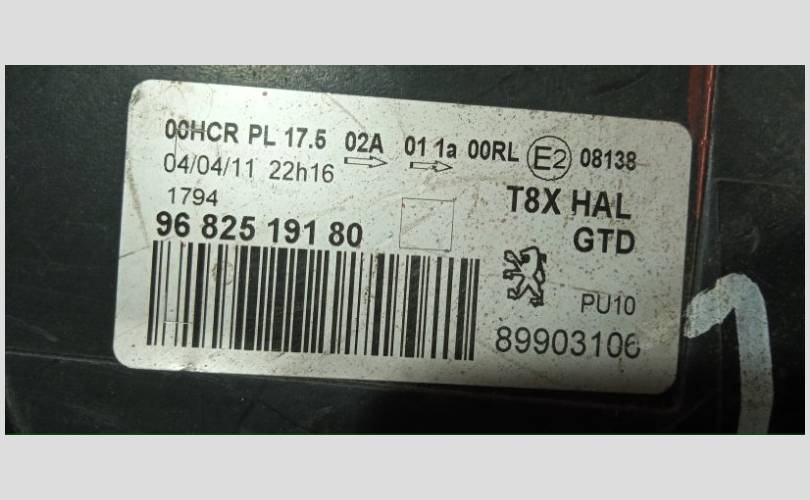 00HCR PL 17.5 02A 01 1a 00RL E2 08138
04/04/11 22h16
1794
T8X HAL
96 825 191 80
GTD
PU10
89903106